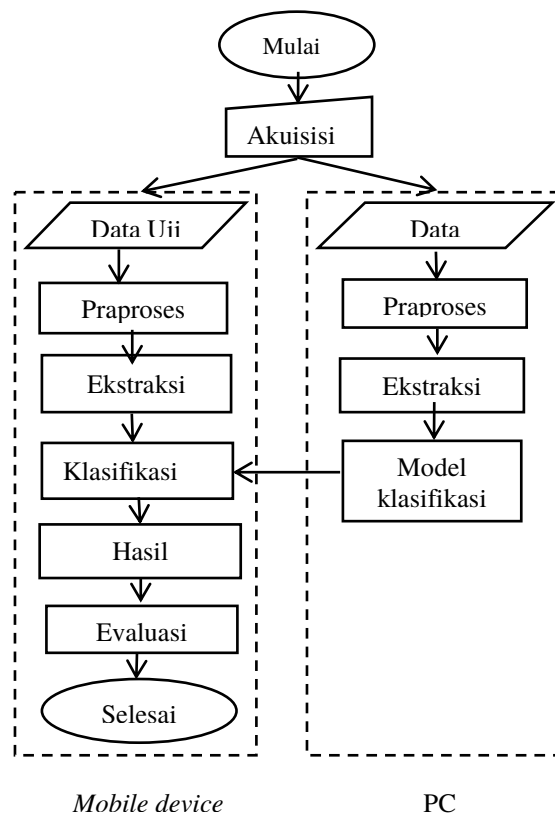 Mulai
Akuisisi
Data Uji
Praproses
Ekstraksi
Klasifikasi
Hasil
Evaluasi
Selesai
Data
Praproses
Ekstraksi
Model
klasifikasi
Mobile device
PC